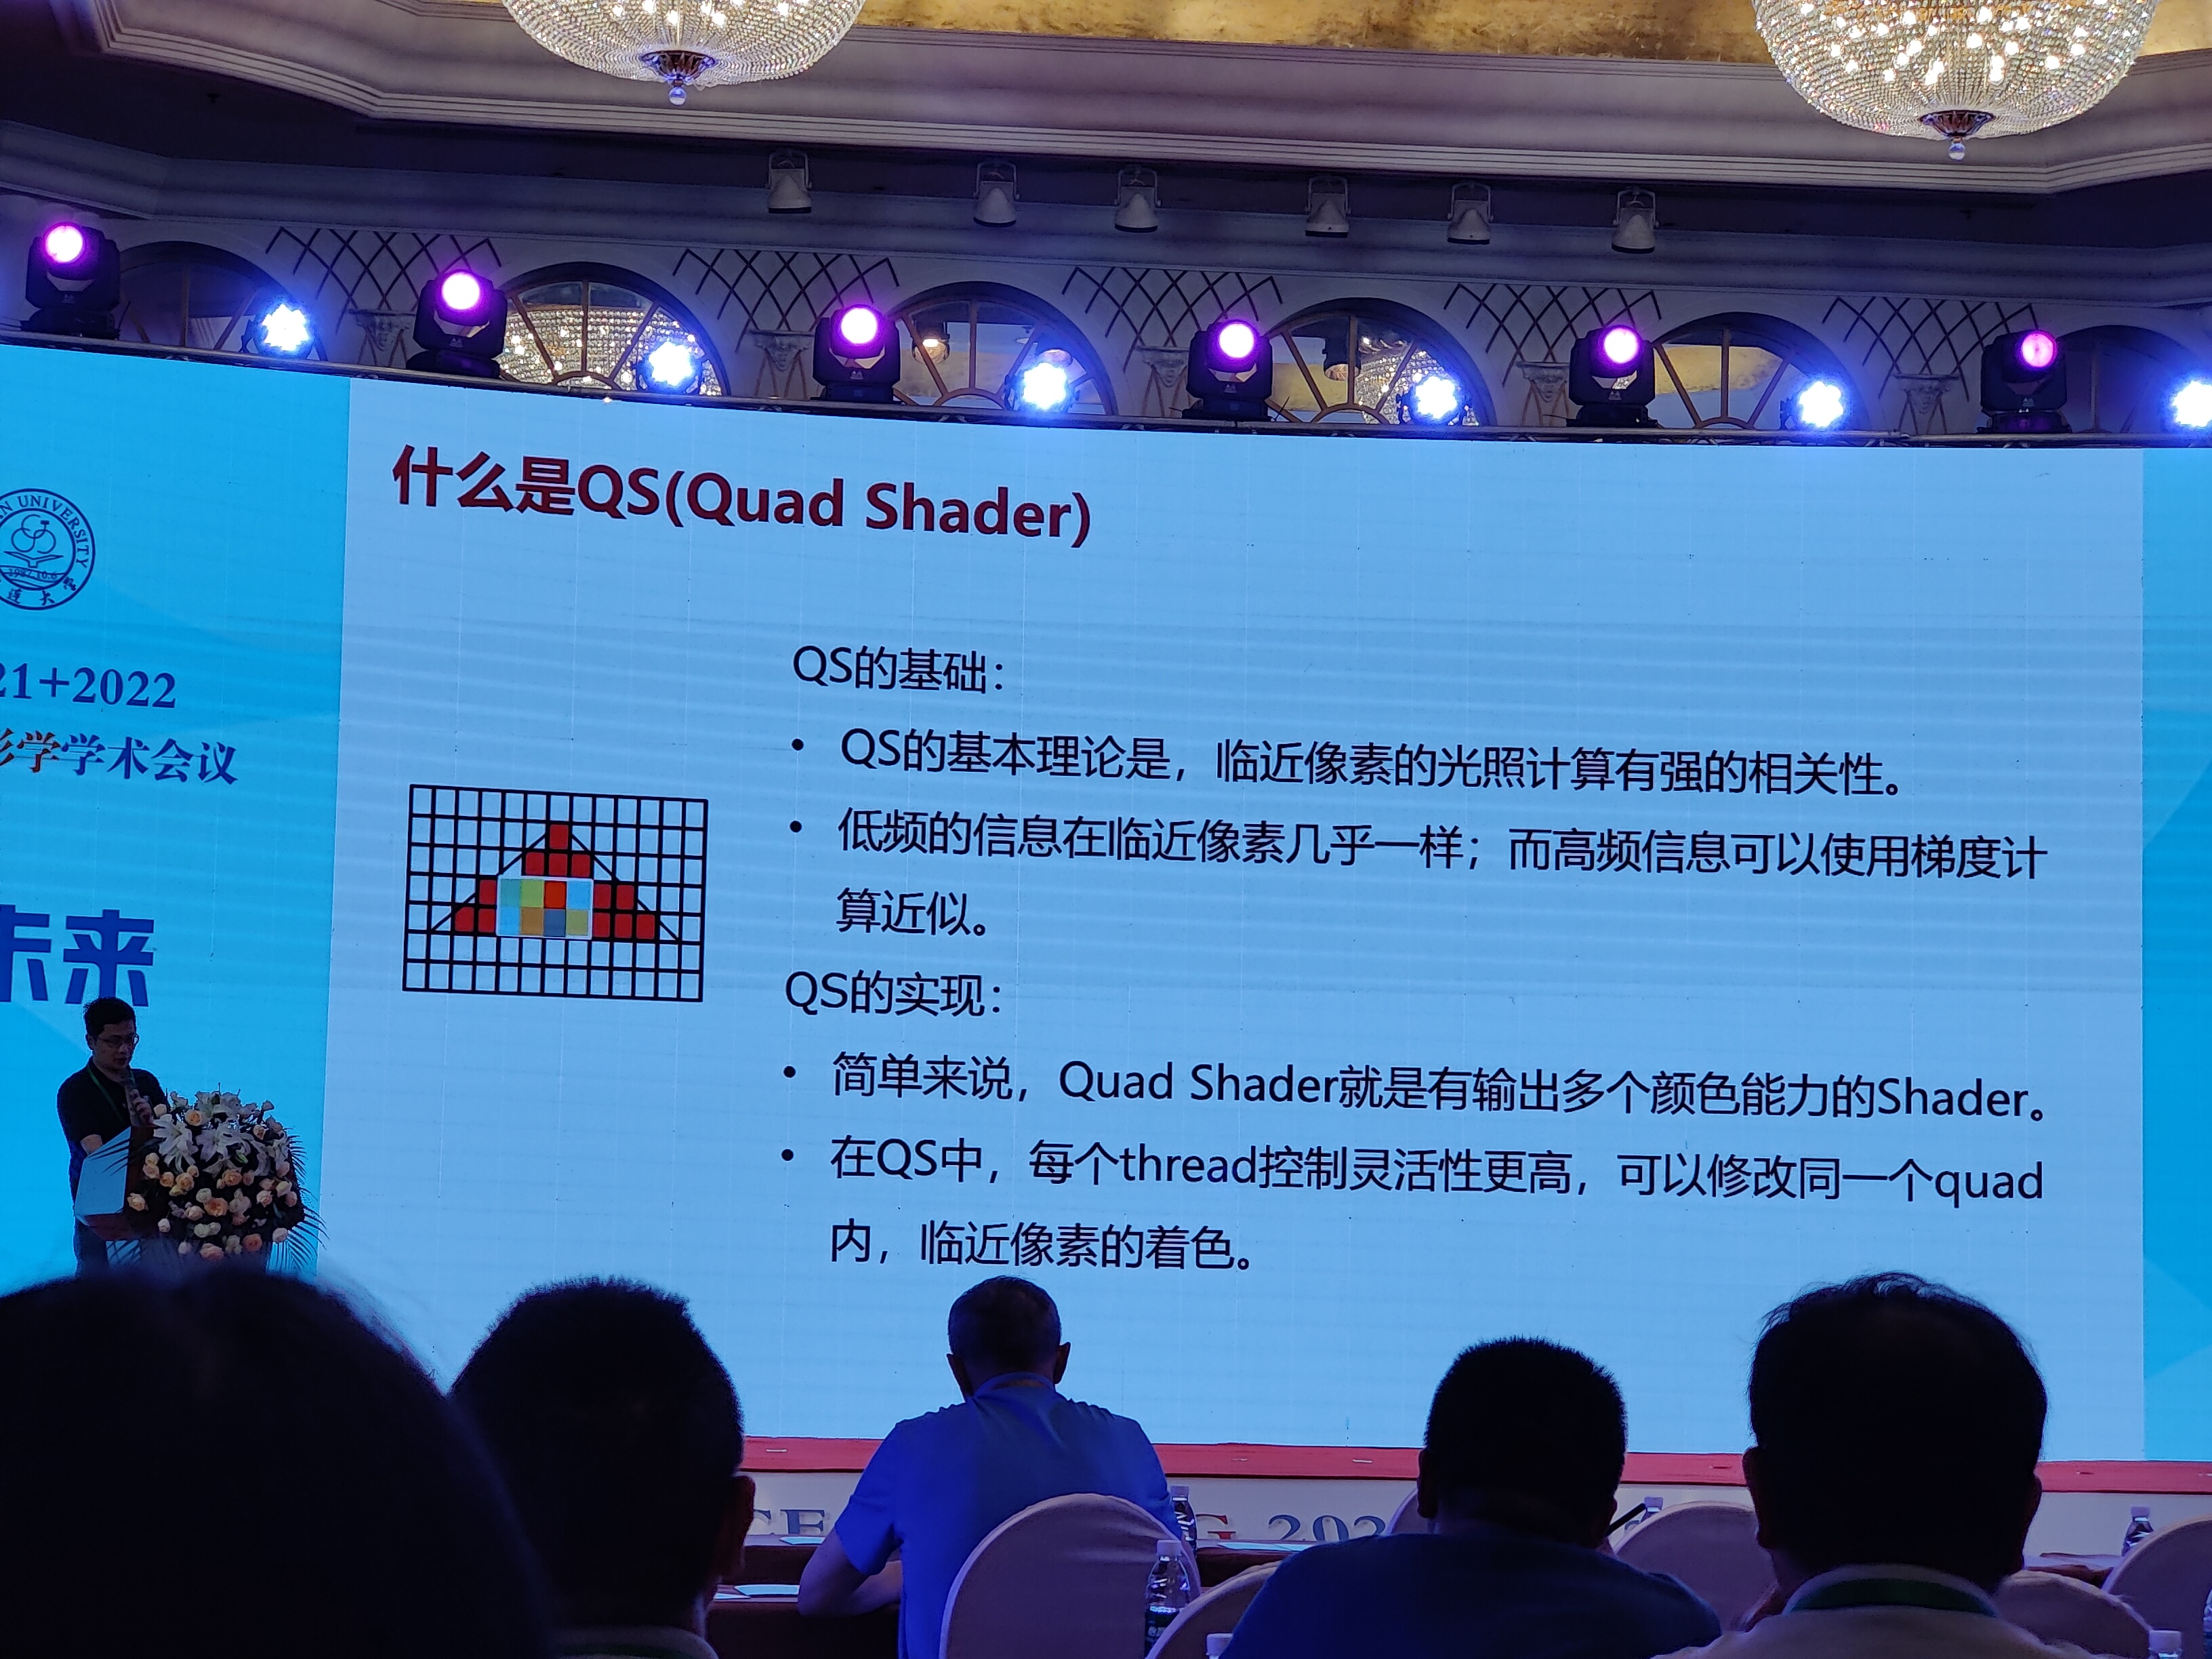 什么是QS(Quad Shader)
QS的基础：
• QS的基本理论是，临近像素的光照计算有强的相关性。
• 低频的信息在临近像素几乎一样；而高频信息可以使用梯度计
算近似。
QS的实现：
• 简单来说，Quad Shader就是有输出多个颜色能力的Shader。
• 在QS中，每个thread控制灵活性更高，可以修改同一个quad
内，临近像素的着色。
N UNIVERSITY
1987.10.6
连大
21+2022
形学学术会议
未来
G 202